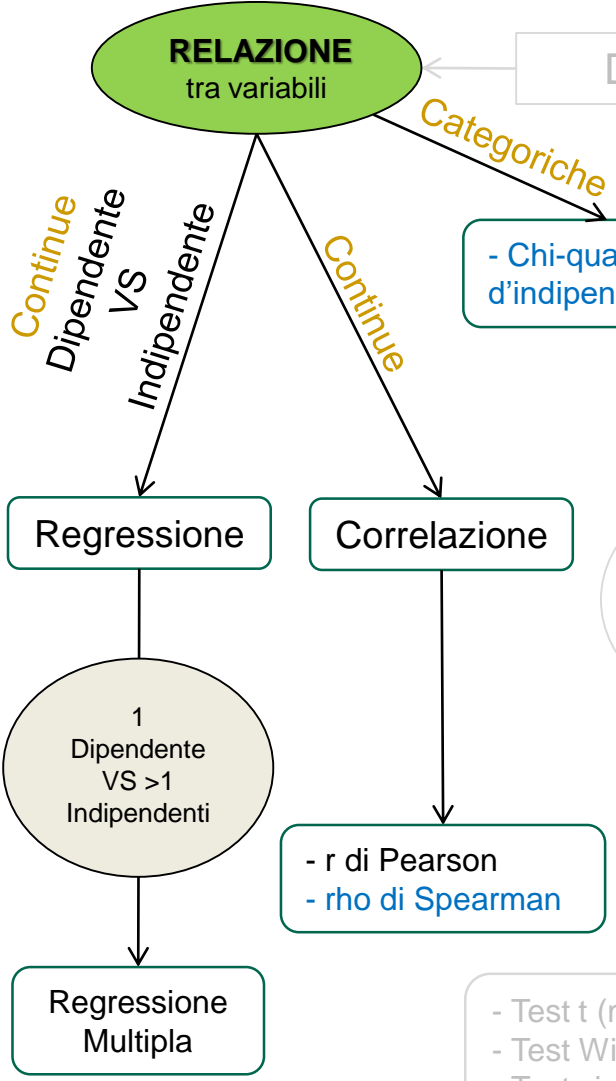 RELAZIONE
tra variabili
D
Categoriche
Continue
Dipendente
VS
Indipendente
Continue
- Chi-qua
d'indipen
Regressione
Correlazione
1
Dipendente
VS >1
Indipendenti
- r di Pearson
- rho di Spearman
Regressione
Multipla
- Test t (
- Test Wi